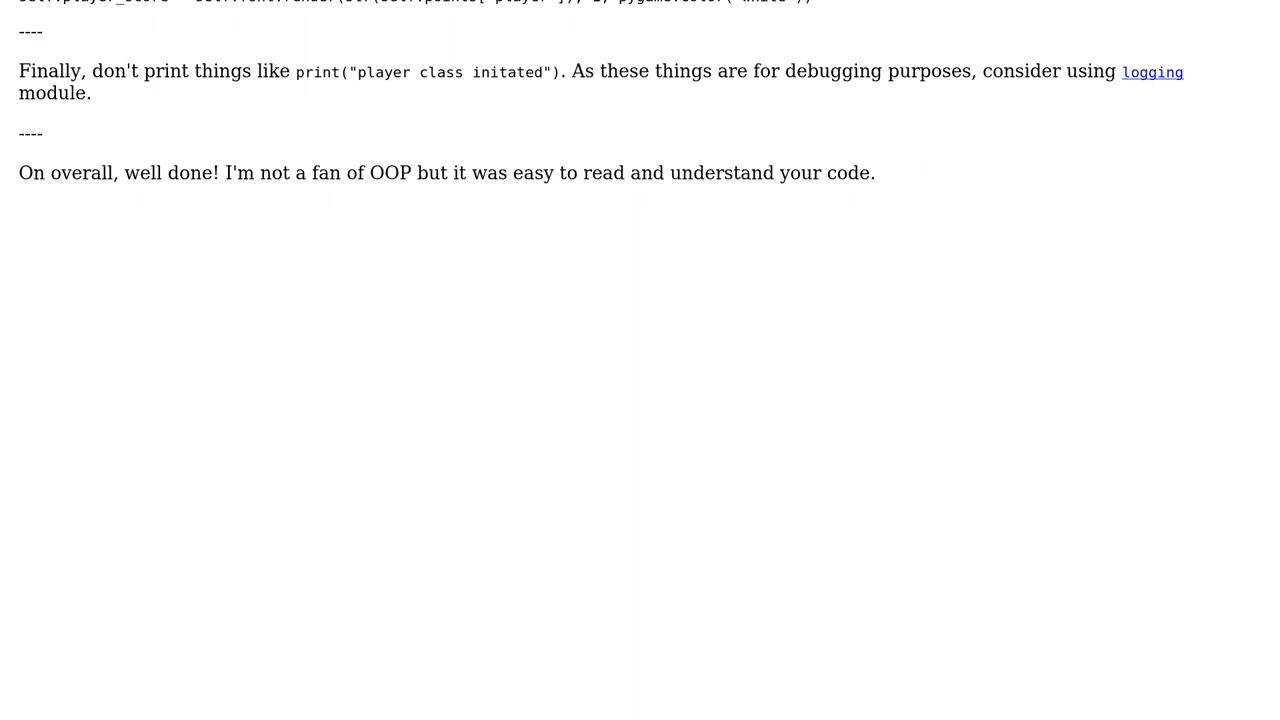 ----
Finally, don't print things like print("player class initated"). As these things are for debugging purposes, consider using logging
module.
----
On overall, well done! I'm not a fan of OOP but it was easy to read and understand your code.